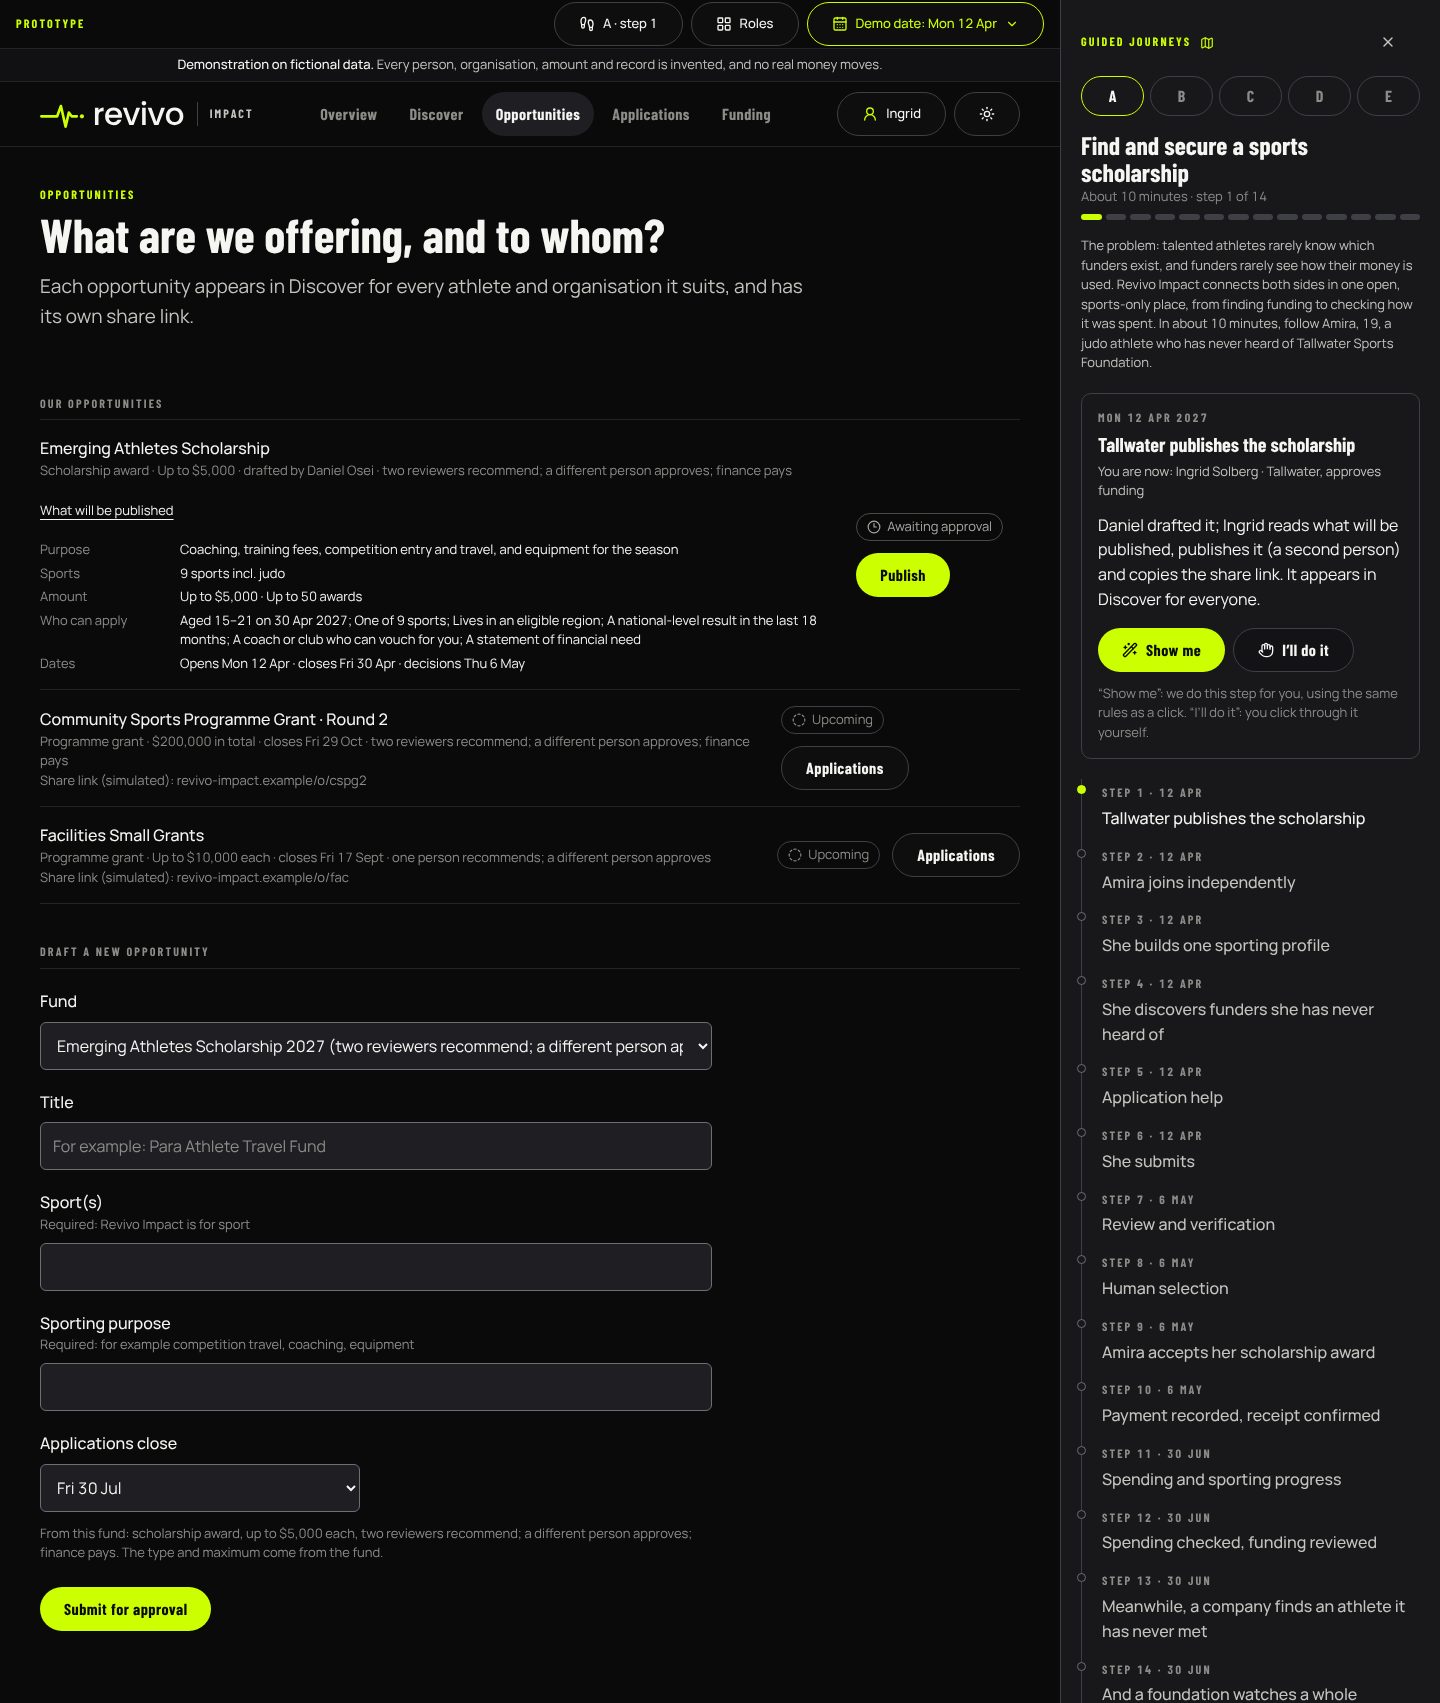 PROTOTYPE
A · step 1
Roles
Demo date: Mon 12 Apr
Demonstration on fictional data. Every person, organisation, amount and record is invented, and no real money moves.
revivo
IMPACT
Overview
Discover
Opportunities
Applications
Funding
Ingrid
OPPORTUNITIES
What are we offering, and to whom?
Each opportunity appears in Discover for every athlete and organisation it suits, and has
its own share link.
OUR OPPORTUNITIES
Emerging Athletes Scholarship
Scholarship award · Up to $5,000 · drafted by Daniel Osei · two reviewers recommend; a different person approves; finance pays
What will be published
Purpose
Coaching, training fees, competition entry and travel, and equipment for the season
Sports
9 sports incl. judo
Amount
Up to $5,000 · Up to 50 awards
Who can apply
Aged 15–21 on 30 Apr 2027; One of 9 sports; Lives in an eligible region; A national-level result in the last 18
months; A coach or club who can vouch for you; A statement of financial need
Dates
Opens Mon 12 Apr · closes Fri 30 Apr · decisions Thu 6 May
Awaiting approval
Publish
Community Sports Programme Grant · Round 2
Programme grant · $200,000 in total · closes Fri 29 Oct · two reviewers recommend; a different person approves; finance
pays
Share link (simulated): revivo-impact.example/o/cspg2
Upcoming
Applications
Facilities Small Grants
Programme grant · Up to $10,000 each · closes Fri 17 Sept · one person recommends; a different person approves
Share link (simulated): revivo-impact.example/o/fac
Upcoming
Applications
DRAFT A NEW OPPORTUNITY
Fund
Emerging Athletes Scholarship 2027 (two reviewers recommend; a different person ap
Title
For example: Para Athlete Travel Fund
Sport(s)
Required: Revivo Impact is for sport
Sporting purpose
Required: for example competition travel, coaching, equipment
Applications close
Fri 30 Jul
From this fund: scholarship award, up to $5,000 each, two reviewers recommend; a different person approves;
finance pays. The type and maximum come from the fund.
Submit for approval
GUIDED JOURNEYS
A
B
C
D
E
Find and secure a sports
scholarship
About 10 minutes · step 1 of 14
The problem: talented athletes rarely know which
funders exist, and funders rarely see how their money is
used. Revivo Impact connects both sides in one open,
sports-only place, from finding funding to checking how
it was spent. In about 10 minutes, follow Amira, 19, a
judo athlete who has never heard of Tallwater Sports
Foundation.
MON 12 APR 2027
Tallwater publishes the scholarship
You are now: Ingrid Solberg · Tallwater, approves
funding
Daniel drafted it; Ingrid reads what will be
published, publishes it (a second person)
and copies the share link. It appears in
Discover for everyone.
Show me
I’ll do it
“Show me”: we do this step for you, using the same
rules as a click. “I’ll do it”: you click through it
yourself.
STEP 1 · 12 APR
Tallwater publishes the scholarship
STEP 2 · 12 APR
Amira joins independently
STEP 3 · 12 APR
She builds one sporting profile
STEP 4 · 12 APR
She discovers funders she has never
heard of
STEP 5 · 12 APR
Application help
STEP 6 · 12 APR
She submits
STEP 7 · 6 MAY
Review and verification
STEP 8 · 6 MAY
Human selection
STEP 9 · 6 MAY
Amira accepts her scholarship award
STEP 10 · 6 MAY
Payment recorded, receipt confirmed
STEP 11 · 30 JUN
Spending and sporting progress
STEP 12 · 30 JUN
Spending checked, funding reviewed
STEP 13 · 30 JUN
Meanwhile, a company finds an athlete it
has never met
STEP 14 · 30 JUN
And a foundation watches a whole